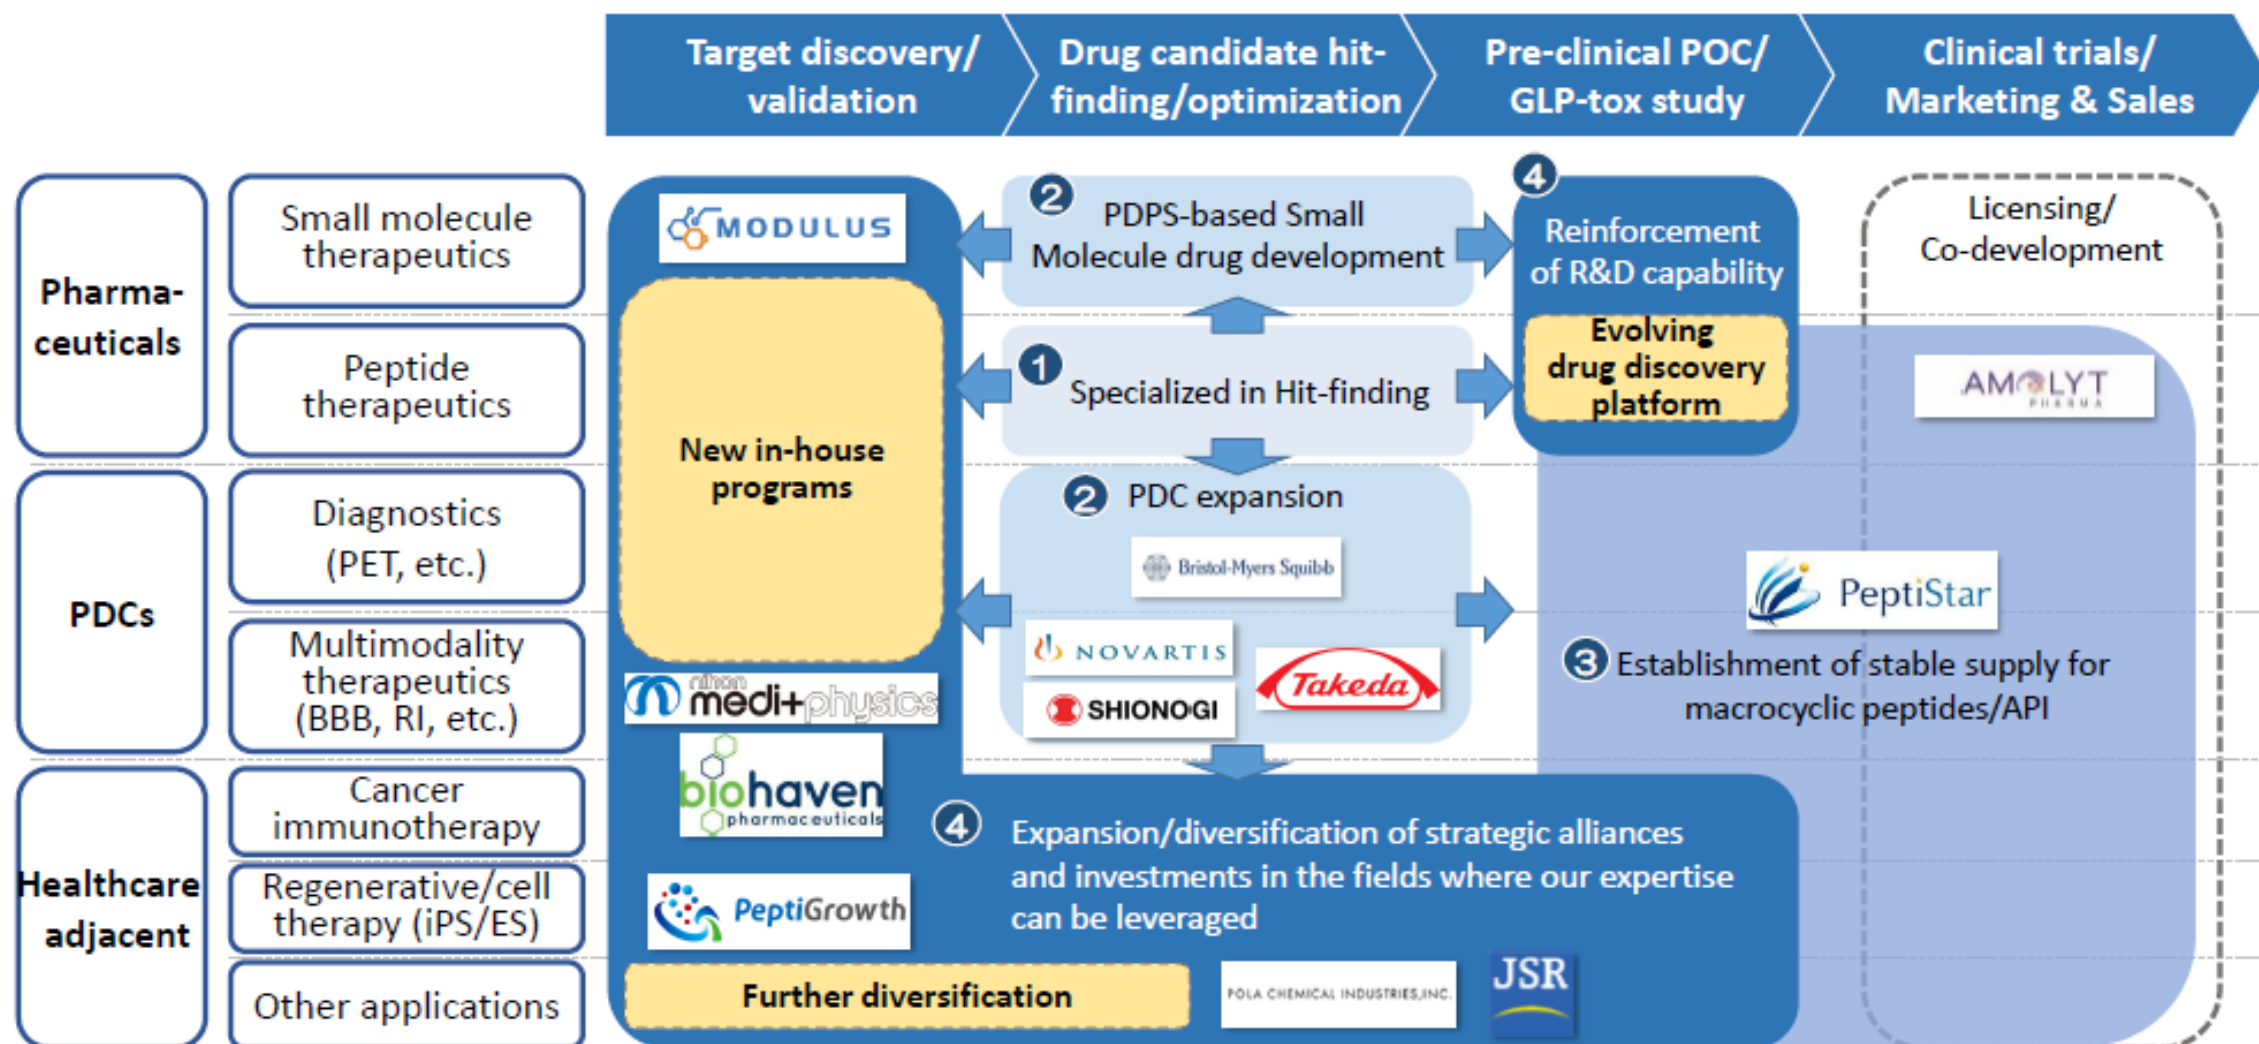 Target discovery/
validation
Drug candidate hit-
finding/optimization
Pre-clinical POC/
GLP-tox study
Clinical trials/
Marketing & Sales
Pharma-
ceuticals
Small molecule
therapeutics
Peptide
therapeutics
PDCs
Diagnostics
(PET, etc.)
Multimodality
therapeutics
(BBB, RI, etc.)
Healthcare
adjacent
Cancer
immunotherapy
Regenerative/cell
therapy (iPS/ES)
Other applications
MODULUS
New in-house
programs
nihon
medi+physics
biohaven
pharmaceuticals
PeptiGrowth
Further diversification
2
PDPS-based Small
Molecule drug development
1
Specialized in Hit-finding
2 PDC expansion
Bristol-Myers Squibb
NOVARTIS
SHIONOGI
Takeda
4
Expansion/diversification of strategic alliances
and investments in the fields where our expertise
can be leveraged
POLA CHEMICAL INDUSTRIES,INC.
JSR
4
Reinforcement
of R&D capability
Evolving
drug discovery
platform
Licensing/
Co-development
AMOLYT
PHARMA
PeptiStar
3 Establishment of stable supply for
macrocyclic peptides/API